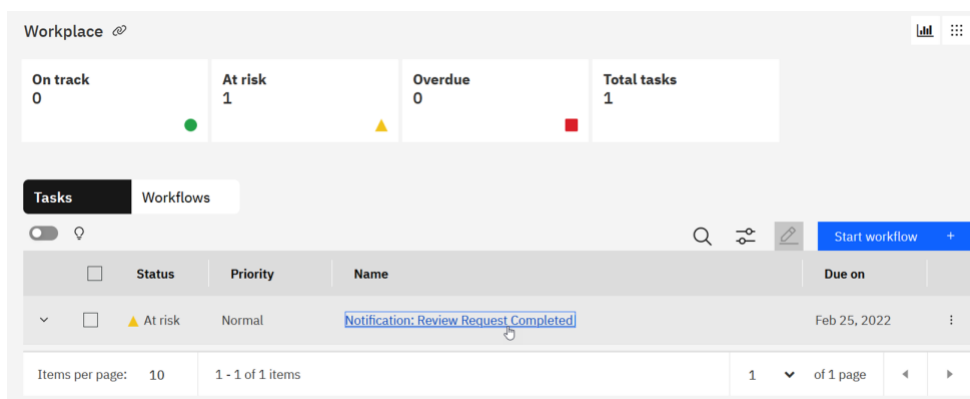 Workplace
On track At risk Overdue Total tasks
0 1 0 1
Tasks Workflows
Start workflow +
Status Priority Name Due on
At risk Normal Notification: Review Request Completed Feb 25, 2022
Items per page: 10 1 - 1 of 1 items 1 of 1 page